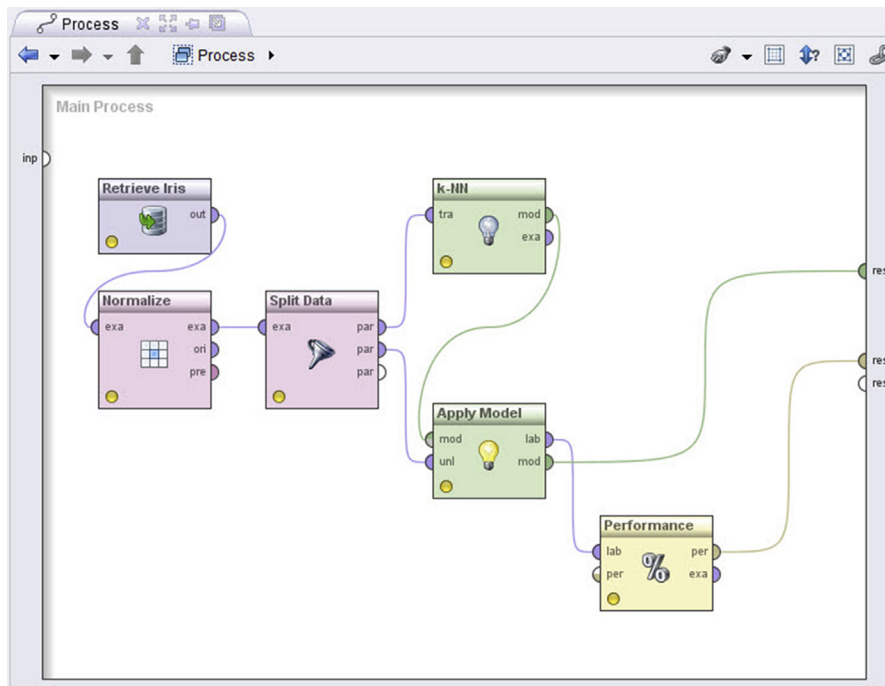 Process
Process
Main Process
inp
Retrieve Iris
out
k-NN
tra mod
exa
res
Normalize
exa exa
ori
pre
Split Data
exa par
par
par
res
res
Apply Model
mod lab
unl mod
Performance
lab per
per exa
%